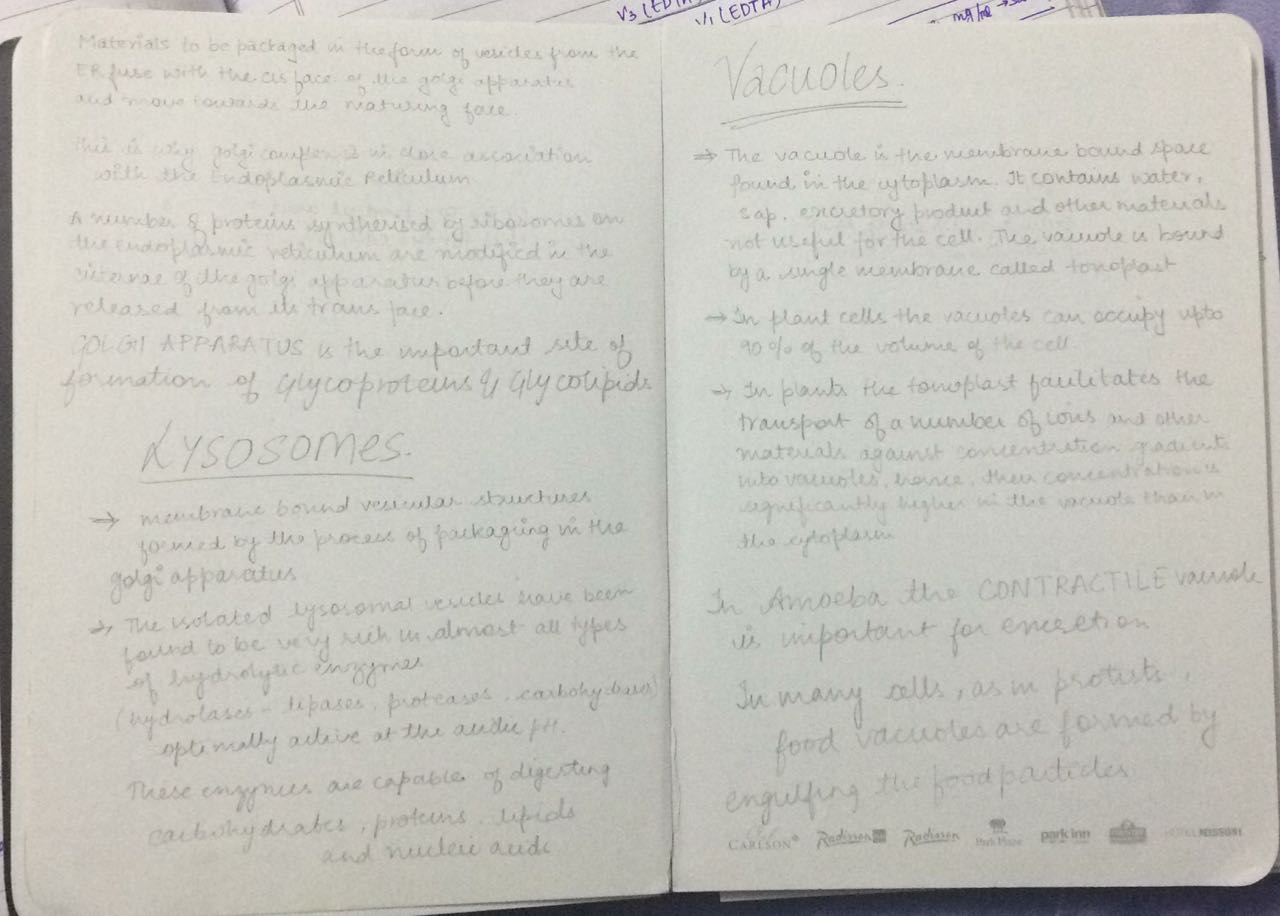 V3 (EDTA)
V1 (EDTA)
mg/
Materials to be packaged in the form of vesicles from the
ER fuse with the cis face of the golgi apparatus
and move towards the maturing face.
This is why golgi complex is in close association
with the Endoplasmic Reticulum
A number of proteins synthesised by ribosomes on
the endoplasmic reticulum are modified in the
cisternae of the golgi apparatus before they are
released from its trans face.
GOLGI APPARATUS is the important site of
formation of Glycoproteins & Glycolipids
LYSOSOMES.
→ membrane bound vesicular structures
formed by the process of packaging in the
golgi apparatus
→ The isolated lysosomal vesicles have been
found to be very rich in almost all types
of hydrolytic enzymes
(hydrolases - lipases, proteases, carbohydrases)
optimally active at the acidic pH.
These enzymes are capable of digesting
carbohydrates, proteins, lipids
and nucleic acids
Vacuoles.
→ The vacuole is the membrane bound space
found in the cytoplasm. It contains water,
sap, excretory product and other materials
not useful for the cell. The vacuole is bound
by a single membrane called tonoplast
→ In plant cells the vacuoles can occupy upto
90% of the volume of the cell.
→ In plants the tonoplast facilitates the
transport of a number of ions and other
materials against concentration gradients
into vacuoles, hence, their concentration is
significantly higher in the vacuole than in
the cytoplasm
In Amoeba the CONTRACTILE vacuole
is important for excretion
In many cells, as in protists,
food vacuoles are formed by
engulfing the food particles
CARLSON Radisson Radisson Park Plaza park inn HOTEL MISSONI